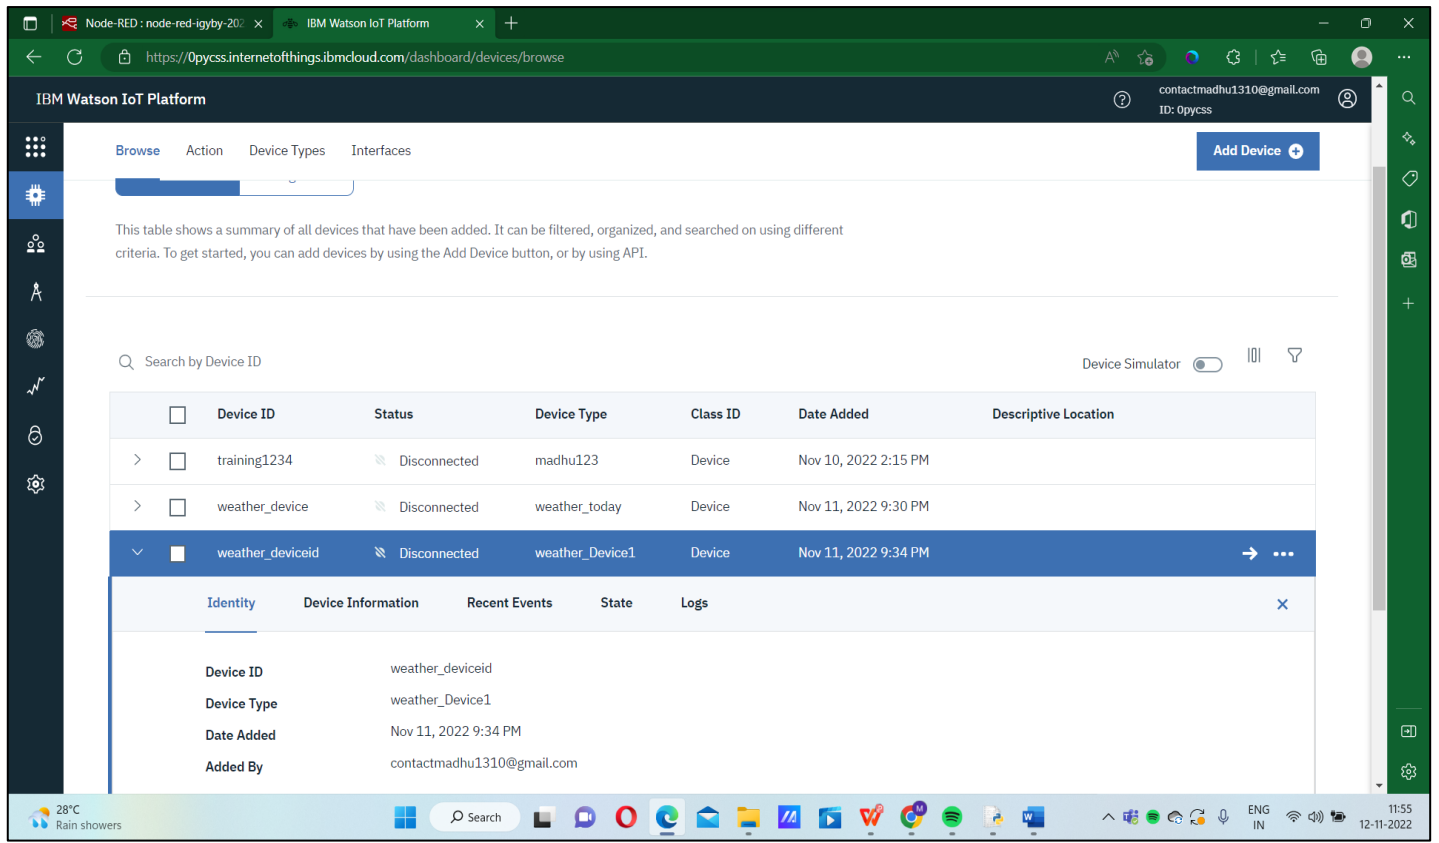 Node-RED : node-red-igyby-202
IBM Watson IoT Platform
https://0pycss.internetofthings.ibmcloud.com/dashboard/devices/browse
IBM Watson IoT Platform
contactmadhu1310@gmail.com
ID: 0pycss
Browse Action Device Types Interfaces
Add Device
This table shows a summary of all devices that have been added. It can be filtered, organized, and searched on using different
criteria. To get started, you can add devices by using the Add Device button, or by using API.
Search by Device ID
Device Simulator
Device ID Status Device Type Class ID Date Added Descriptive Location
training1234 Disconnected madhu123 Device Nov 10, 2022 2:15 PM
weather_device Disconnected weather_today Device Nov 11, 2022 9:30 PM
weather_deviceid Disconnected weather_Device1 Device Nov 11, 2022 9:34 PM
Identity Device Information Recent Events State Logs
Device ID weather_deviceid
Device Type weather_Device1
Date Added Nov 11, 2022 9:34 PM
Added By contactmadhu1310@gmail.com
28°C
Rain showers
Search
M
ENG
IN
11:55
12-11-2022